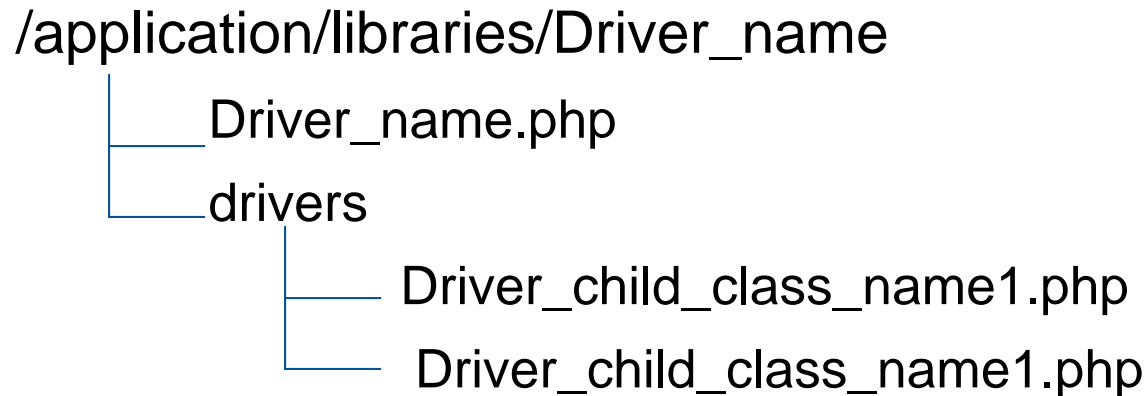 /application/libraries/Driver_name
Driver_name.php
drivers
Driver_child_class_name1.php
Driver_child_class_name1.php